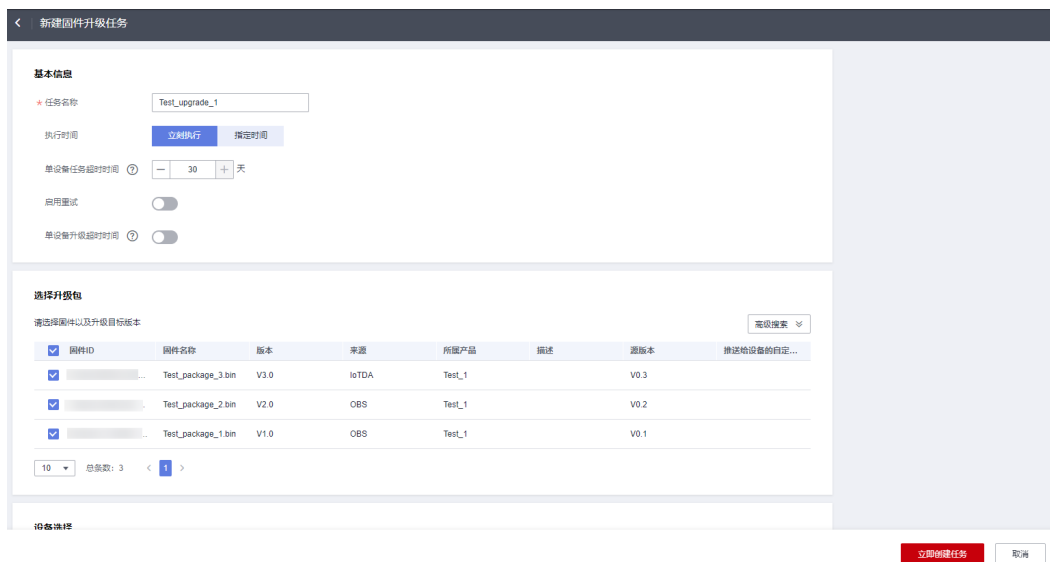 新建固件升级任务
基本信息
* 任务名称 Test_upgrade_1
执行时间 立刻执行 指定时间
单设备任务超时时间 ? — 30 + 天
启用重试
单设备升级超时时间 ?
选择升级包
请选择固件以及升级目标版本
高级搜索
固件ID 固件名称 版本 来源 所属产品 描述 源版本 推送给设备的自定...
... Test_package_3.bin V3.0 IoTDA Test_1 V0.3
. Test_package_2.bin V2.0 OBS Test_1 V0.2
.. Test_package_1.bin V1.0 OBS Test_1 V0.1
10 总条数: 3 < 1 >
设备选择
立即创建任务 取消